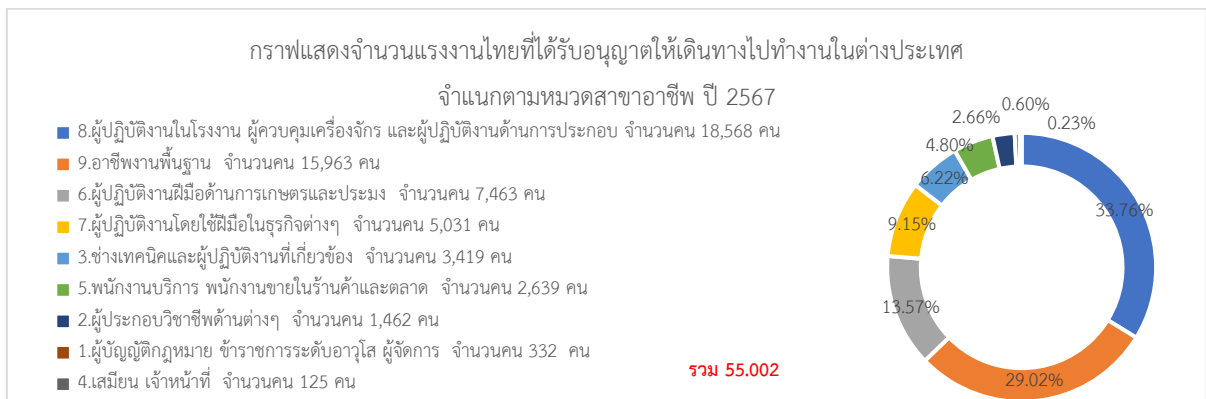 กราฟแสดงจำนวนแรงงานไทยที่ได้รับอนุญาตให้เดินทางไปทำงานในต่างประเทศ
จำแนกตามหมวดสาขาอาชีพ ปี 2567
8.ผู้ปฏิบัติงานในโรงงาน ผู้ควบคุมเครื่องจักร และผู้ปฏิบัติงานด้านการประกอบ จำนวนคน 18,568 คน
9.อาชีพงานพื้นฐาน จำนวนคน 15,963 คน
6.ผู้ปฏิบัติงานฝีมือด้านการเกษตรและประมง จำนวนคน 7,463 คน
7.ผู้ปฏิบัติงานโดยใช้ฝีมือในธุรกิจต่างๆ จำนวนคน 5,031 คน
3.ช่างเทคนิคและผู้ปฏิบัติงานที่เกี่ยวข้อง จำนวนคน 3,419 คน
5.พนักงานบริการ พนักงานขายในร้านค้าและตลาด จำนวนคน 2,639 คน
2.ผู้ประกอบวิชาชีพด้านต่างๆ จำนวนคน 1,462 คน
1.ผู้บัญญัติกฎหมาย ข้าราชการระดับอาวุโส ผู้จัดการ จำนวนคน 332 คน
4.เสมียน เจ้าหน้าที่ จำนวนคน 125 คน
รวม 55.002
33.76%
29.02%
13.57%
9.15%
6.22%
4.80%
2.66%
0.60%
0.23%